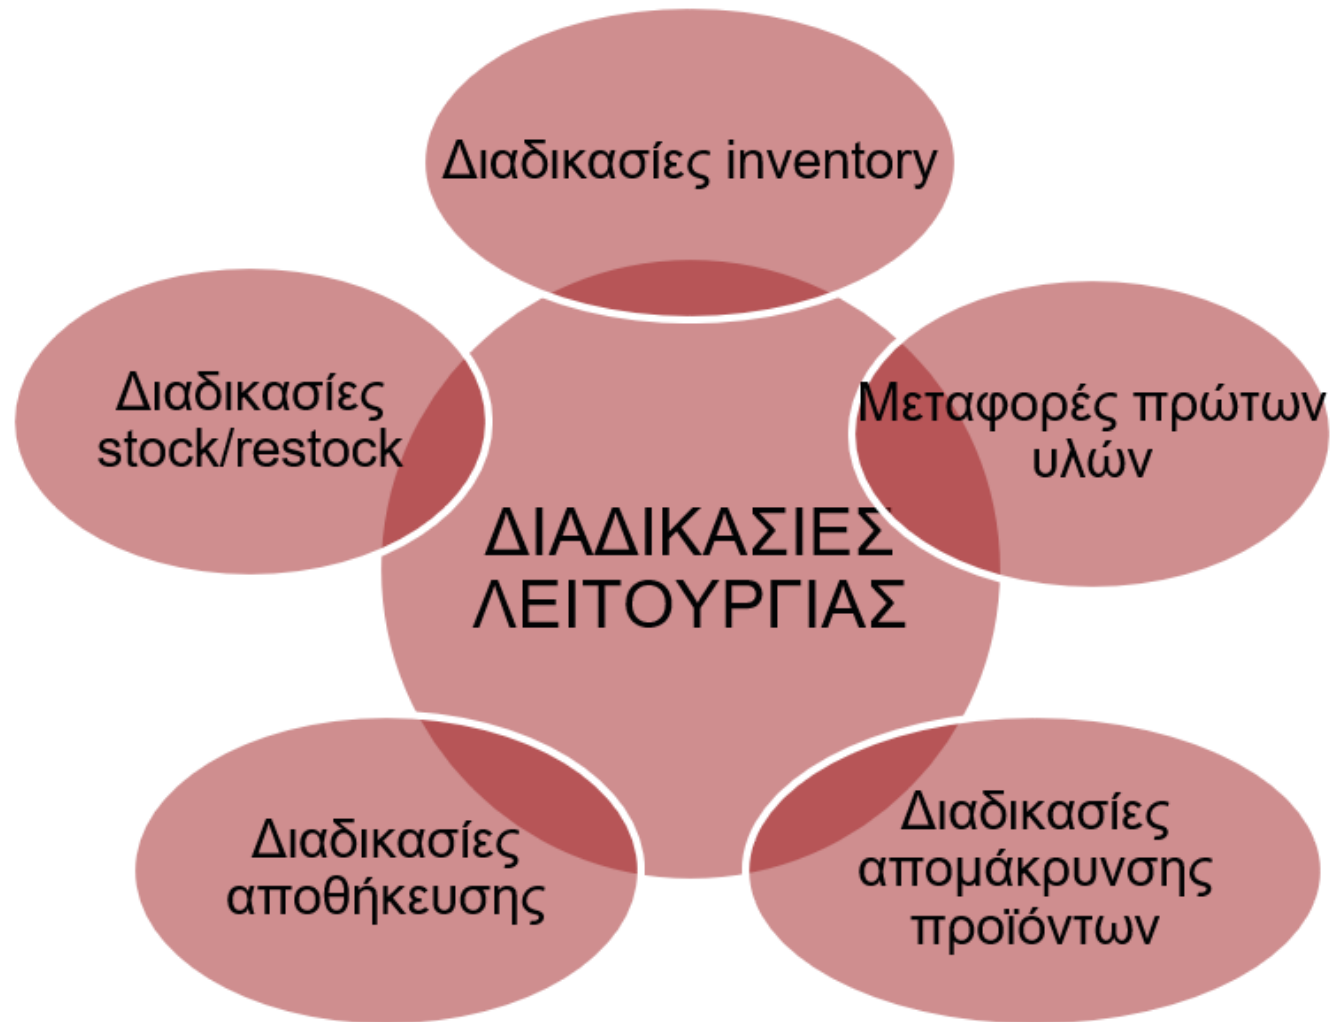 Διαδικασίες inventory
Διαδικασίες
stock/restock
Μεταφορές πρώτων
υλών
ΔΙΑΔΙΚΑΣΙΕΣ
ΛΕΙΤΟΥΡΓΙΑΣ
Διαδικασίες
αποθήκευσης
Διαδικασίες
απομάκρυνσης
προϊόντων